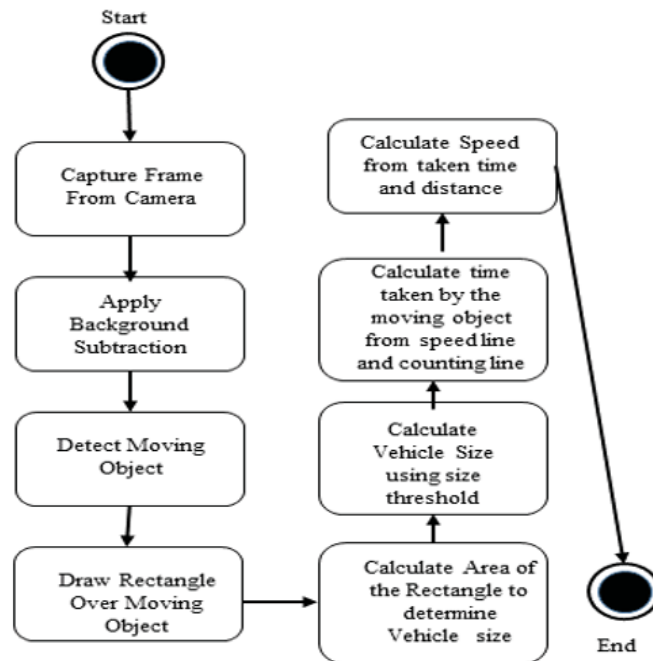 Start
Capture Frame
From Camera
Apply
Background
Subtraction
Detect Moving
Object
Draw Rectangle
Over Moving
Object
Calculate Area of
the Rectangle to
determine
Vehicle size
Calculate
Vehicle Size
using size
threshold
Calculate time
taken by the
moving object
from speed line
and counting line
Calculate Speed
from taken time
and distance
End